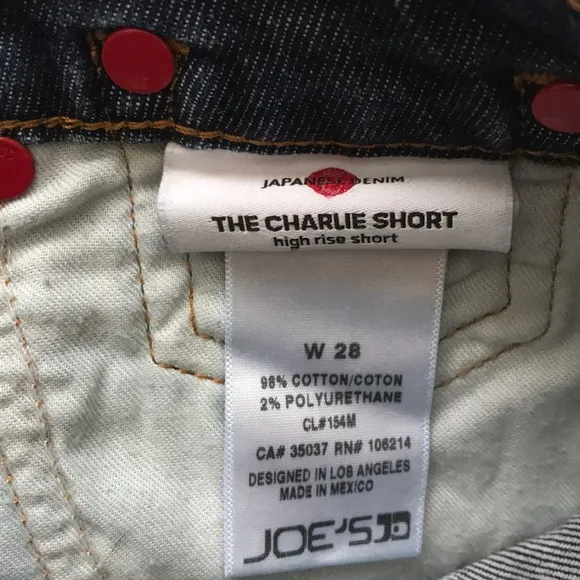 JAPANESE DENIM
THE CHARLIE SHORT
high rise short
W 28
98% COTTON/COTON
2% POLYURETHANE
CL#154M
CA# 35037 RN# 106214
DESIGNED IN LOS ANGELES
MADE IN MEXICO
JOE'S